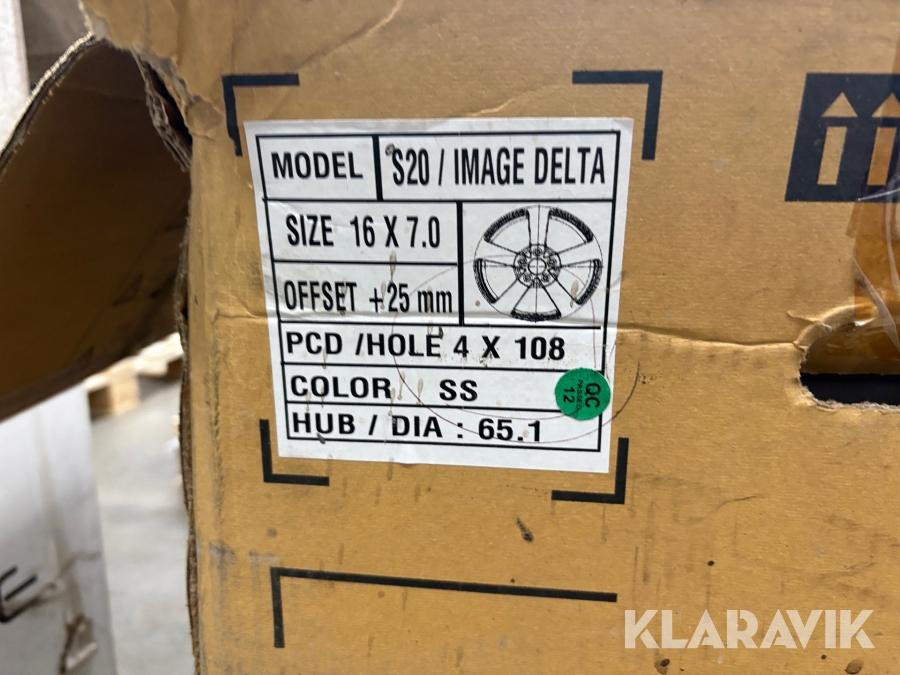 MODEL S20 / IMAGE DELTA
SIZE 16 X 7.0
OFFSET +25 mm
PCD /HOLE 4 X 108
COLOR SS
QC
PASSED
12
HUB / DIA : 65.1
E
KLARAVIK